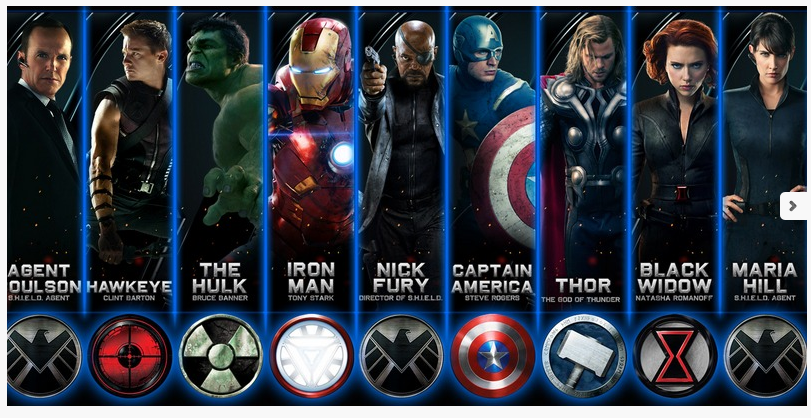 AGENT
OULSON
S.H.I.E.L.D. AGENT
HAWKEYE
CLINT BARTON
THE
HULK
BRUCE BANNER
IRON
MAN
TONY STARK
NICK
FURY
DIRECTOR OF S.H.I.E.L.D.
CAPTAIN
AMERICA
STEVE ROGERS
THOR
THE GOD OF THUNDER
BLACK
WIDOW
NATASHA ROMANOFF
MARIA
HILL
S.H.I.E.L.D. AGENT